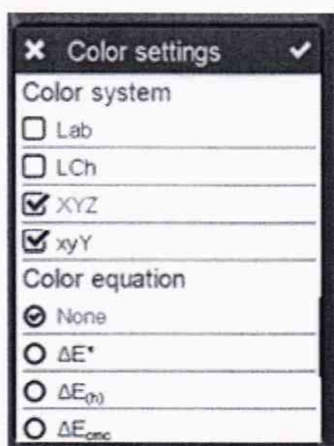 Color settings
Color system
Lab
LCh
XYZ
xyY
Color equation
None
ΔE*
ΔE(h)
ΔEcmc